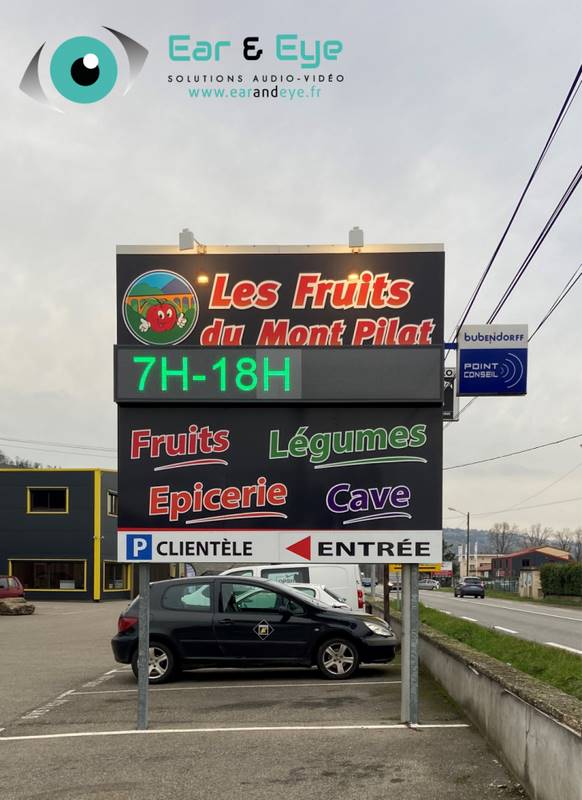 Ear & Eye
SOLUTIONS AUDIO-VIDÉO
www.earandeye.fr
Les Fruits
du Mont Pilat
7H-18H
bubendorff
POINT
CONSEIL
Fruits
Légumes
Epicerie
Cave
P CLIENTÈLE
ENTRÉE